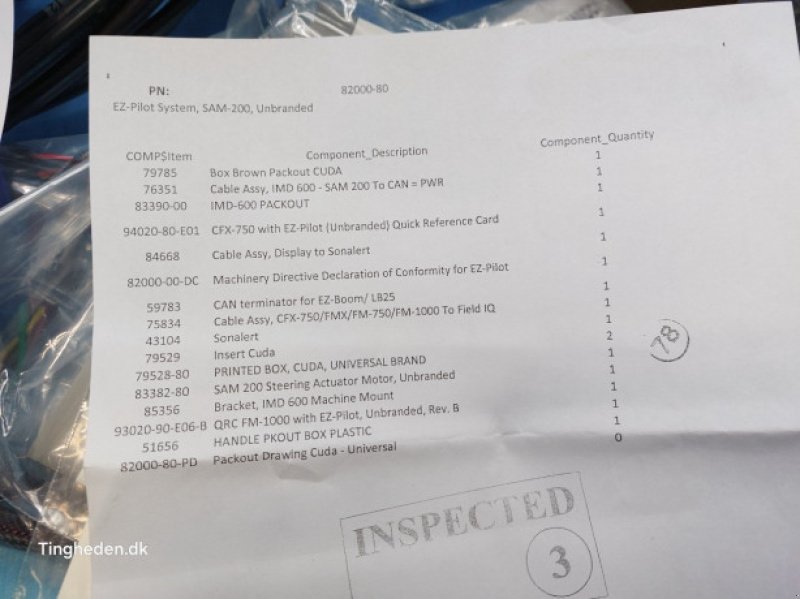 PN: 82000-80
EZ-Pilot System, SAM-200, Unbranded
COMP$Item Component_Description Component_Quantity
79785 Box Brown Packout CUDA 1
76351 Cable Assy, IMD 600 - SAM 200 To CAN = PWR 1
83390-00 IMD-600 PACKOUT 1
94020-80-E01 CFX-750 with EZ-Pilot (Unbranded) Quick Reference Card 1
84668 Cable Assy, Display to Sonalert 1
82000-00-DC Machinery Directive Declaration of Conformity for EZ-Pilot 1
59783 CAN terminator for EZ-Boom/ LB25 1
75834 Cable Assy, CFX-750/FMX/FM-750/FM-1000 To Field IQ 1
43104 Sonalert 1
79529 Insert Cuda 2
79528-80 PRINTED BOX, CUDA, UNIVERSAL BRAND 1
83382-80 SAM 200 Steering Actuator Motor, Unbranded 1
85356 Bracket, IMD 600 Machine Mount 1
93020-90-E06-B QRC FM-1000 with EZ-Pilot, Unbranded, Rev. B 1
51656 HANDLE PKOUT BOX PLASTIC 1
82000-80-PD Packout Drawing Cuda - Universal 0
78
INSPECTED
3
Tingheden.dk